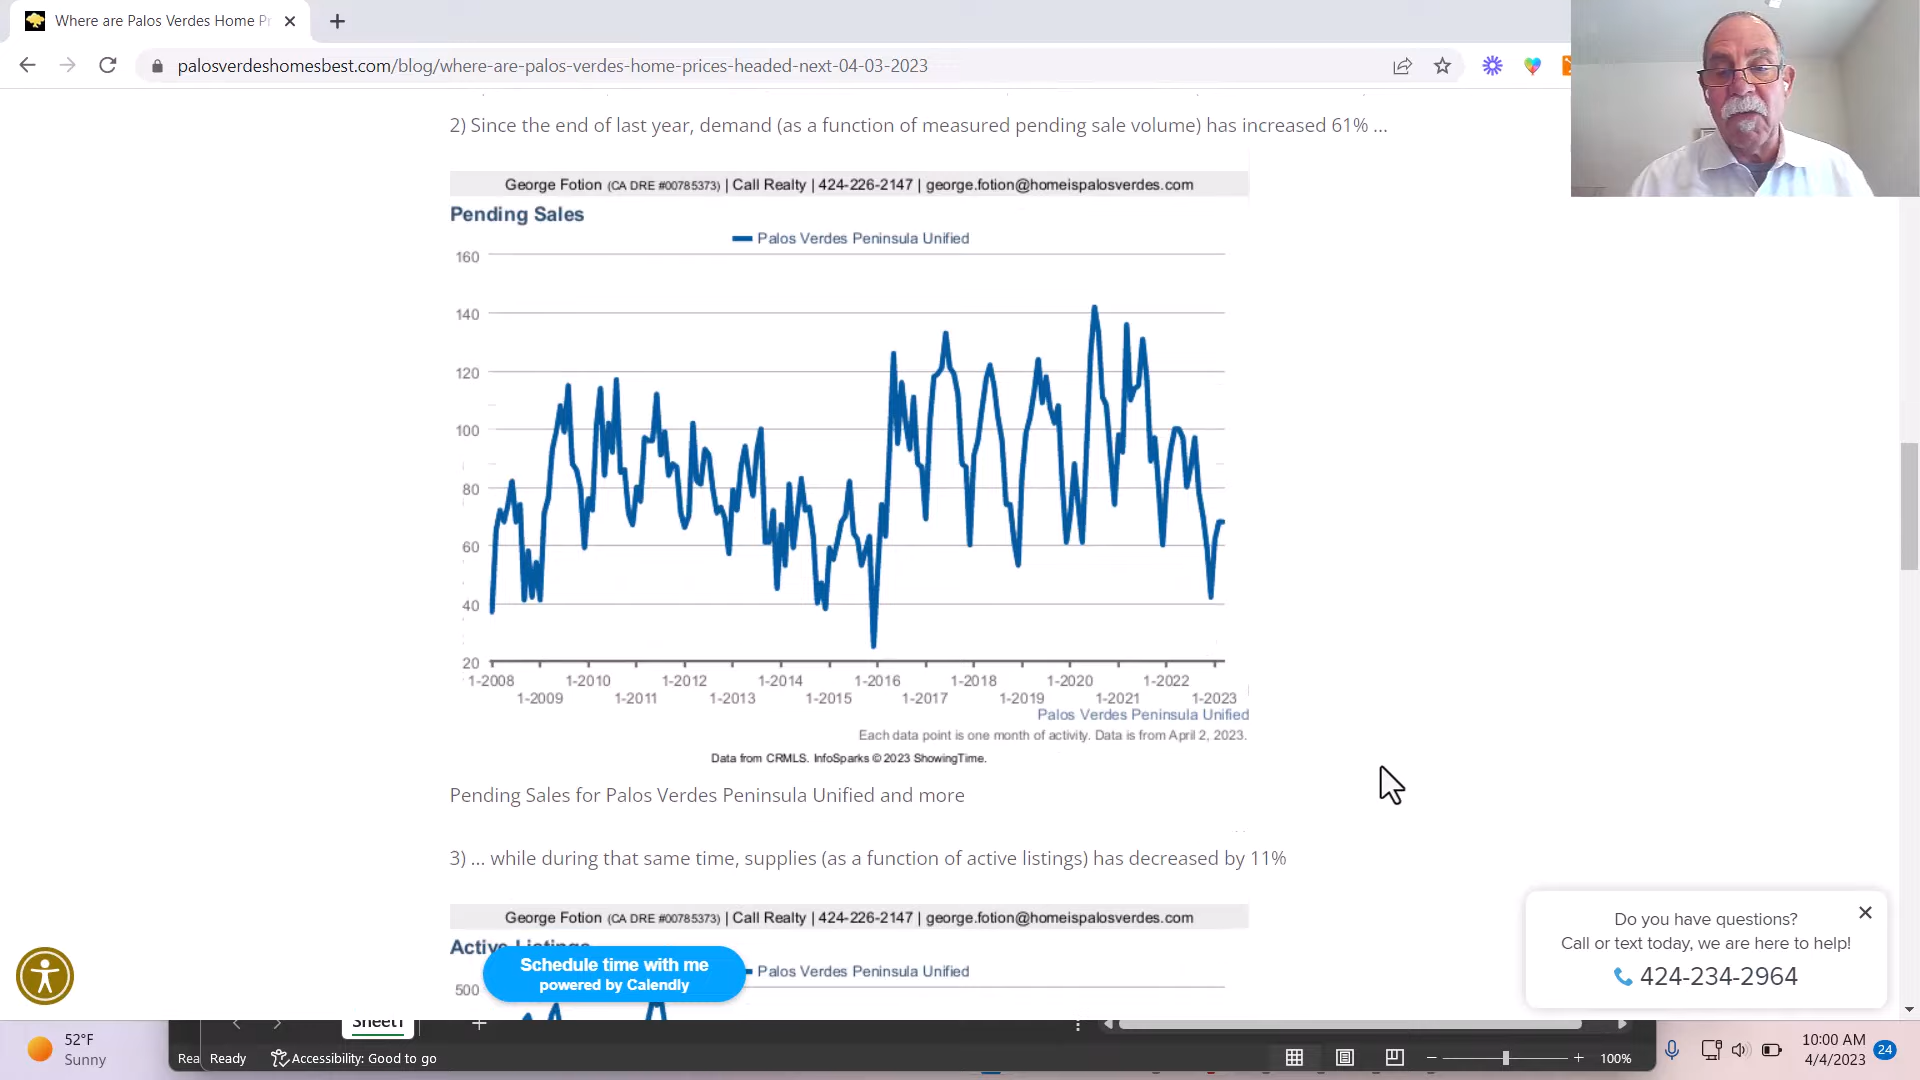 Where are Palos Verdes Home Pr
palosverdeshomesbest.com/blog/where-are-palos-verdes-home-prices-headed-next-04-03-2023
2) Since the end of last year, demand (as a function of measured pending sale volume) has increased 61% ...
George Fotion (CA DRE #00785373) | Call Realty | 424-226-2147 | george.fotion@homeispalosverdes.com
Pending Sales
Palos Verdes Peninsula Unified
160
140
120
100
80
60
40
20
1-2008 1-2010 1-2012 1-2014 1-2016 1-2018 1-2020 1-2022
1-2009 1-2011 1-2013 1-2015 1-2017 1-2019 1-2021 1-2023
Palos Verdes Peninsula Unified
Each data point is one month of activity. Data is from April 2, 2023.
Data from CRMLS. InfoSparks © 2023 ShowingTime.
Pending Sales for Palos Verdes Peninsula Unified and more
3) ... while during that same time, supplies (as a function of active listings) has decreased by 11%
George Fotion (CA DRE #00785373) | Call Realty | 424-226-2147 | george.fotion@homeispalosverdes.com
Active Listings
Palos Verdes Peninsula Unified
500
Schedule time with me
powered by Calendly
Do you have questions?
Call or text today, we are here to help!
424-234-2964
Sheet1
52°F
Sunny
Rea
Ready
Accessibility: Good to go
100%
10:00 AM
4/4/2023
24